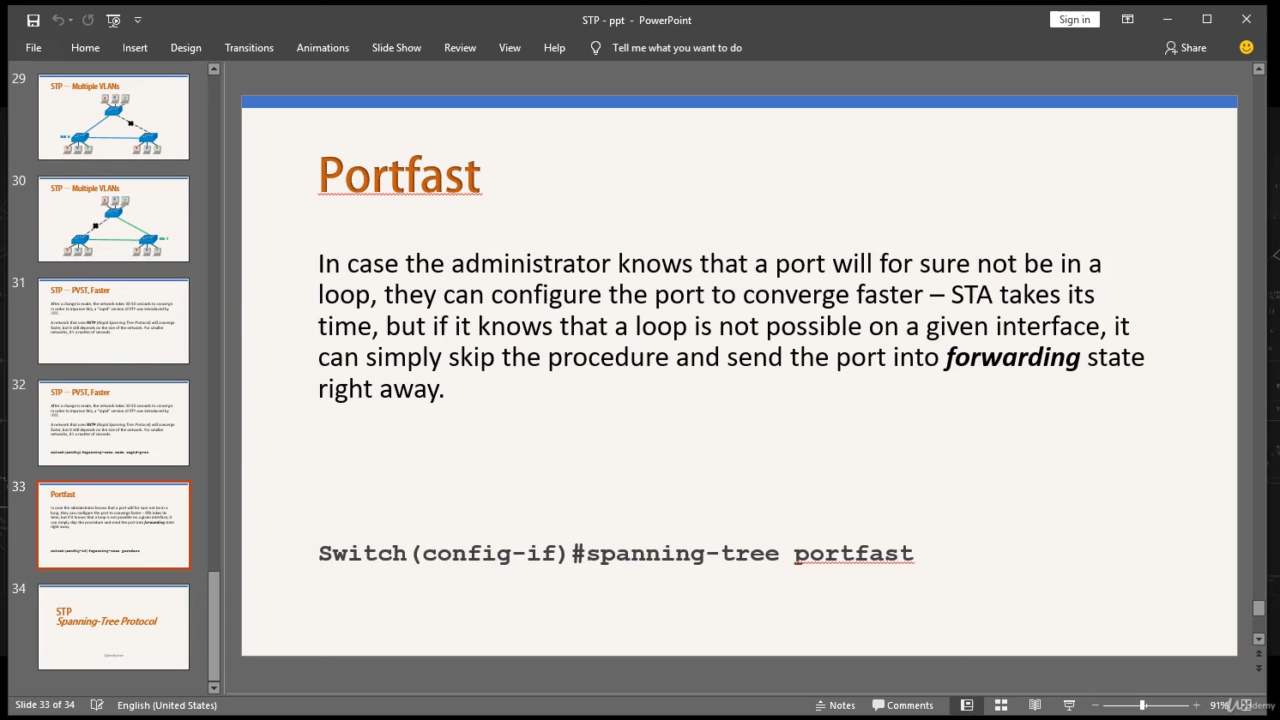 STP - ppt - PowerPoint
Sign in
File Home Insert Design Transitions Animations Slide Show Review View Help Tell me what you want to do Share
29
STP — Multiple VLANs
30
STP — Multiple VLANs
31
STP — PVST, Faster
32
STP — PVST, Faster
33
Portfast
34
STP
Spanning-Tree Protocol
Portfast
In case the administrator knows that a port will for sure not be in a
loop, they can configure the port to converge faster – STA takes its
time, but if it knows that a loop is not possible on a given interface, it
can simply skip the procedure and send the port into forwarding state
right away.
Switch(config-if)#spanning-tree portfast
Slide 33 of 34 English (United States) Notes Comments 91%